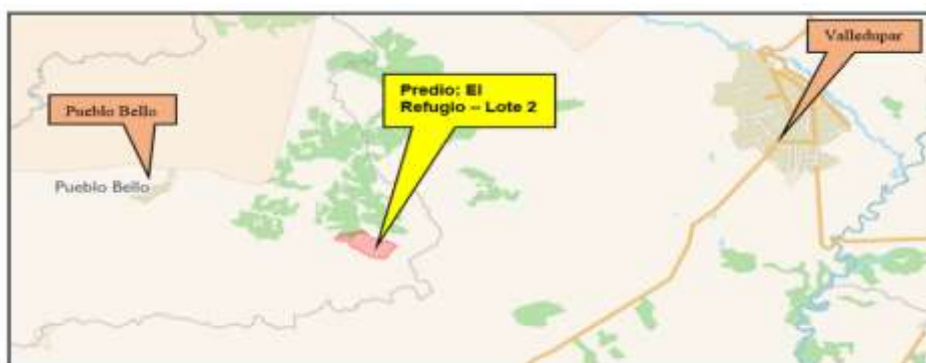 Valledupar
Predio: El
Refugio – Lote 2
Pueblo Bello
Pueblo Bello